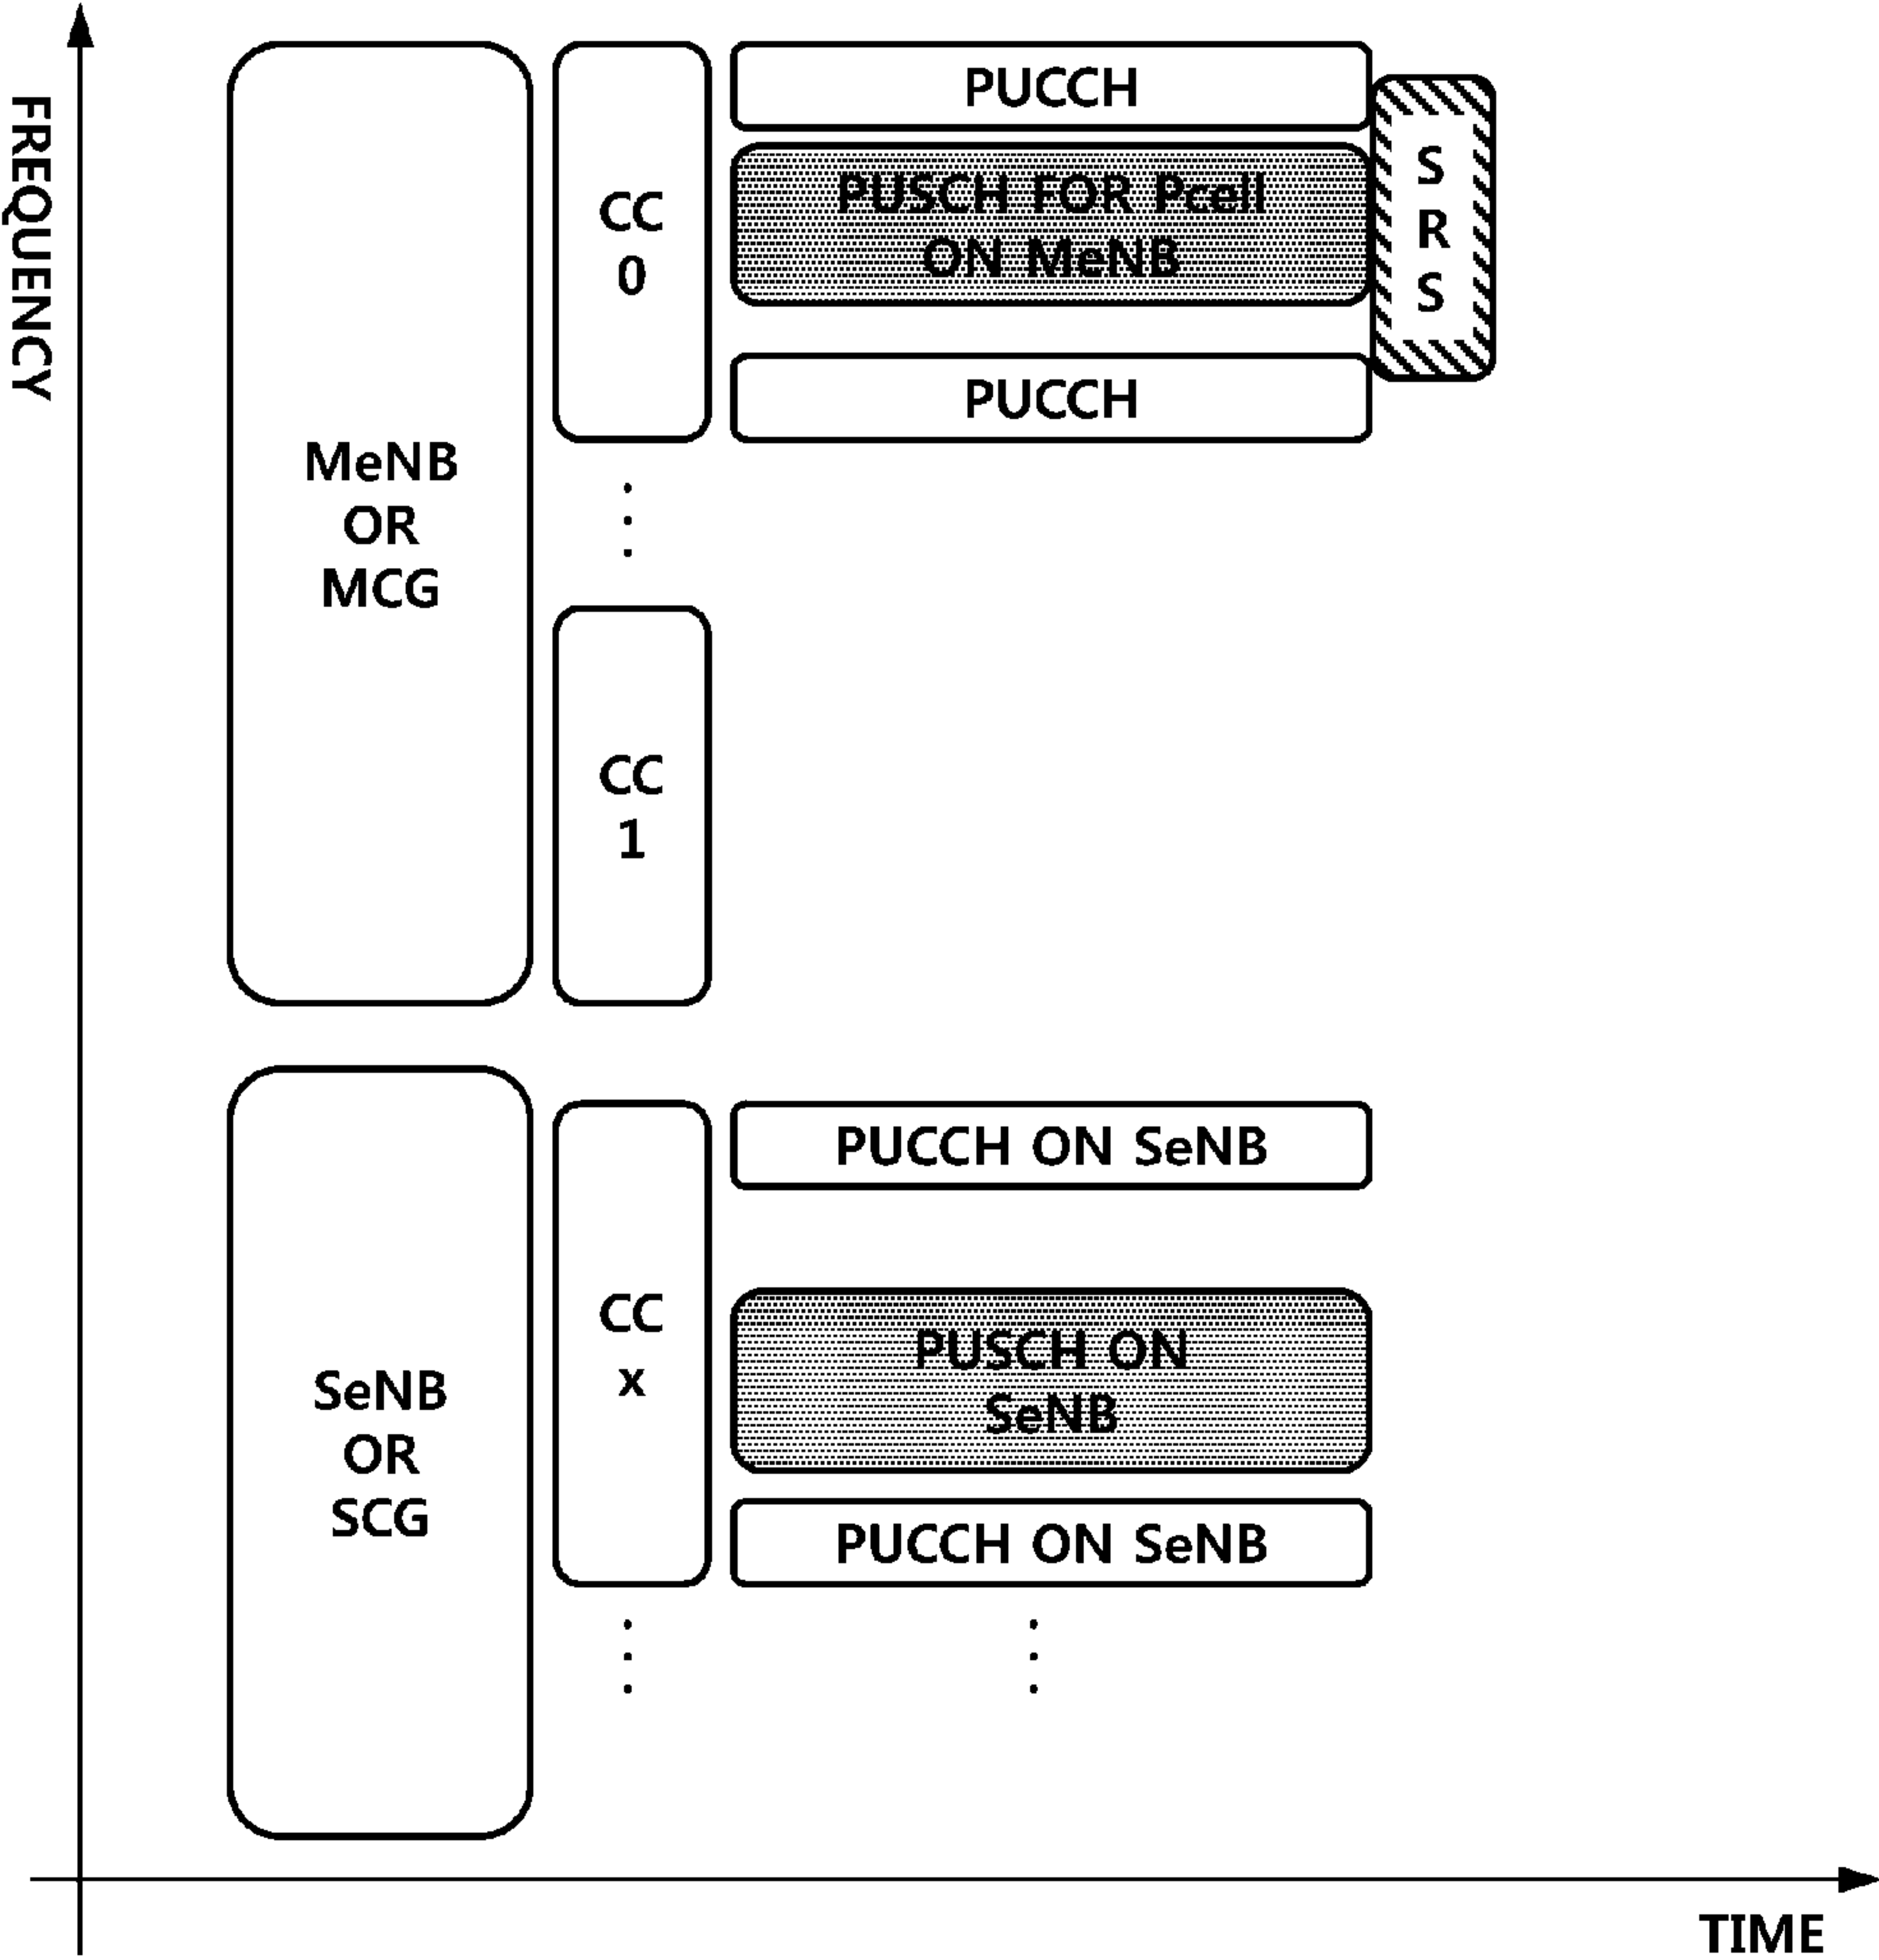 FREQUENCY
MeNB
OR
MCG
CC
0
PUCCH
PUSCH FOR Pcell
ON MeNB
PUCCH
S
R
S
CC
1
SeNB
OR
SCG
CC
x
PUCCH ON SeNB
PUSCH ON
SeNB
PUCCH ON SeNB
TIME